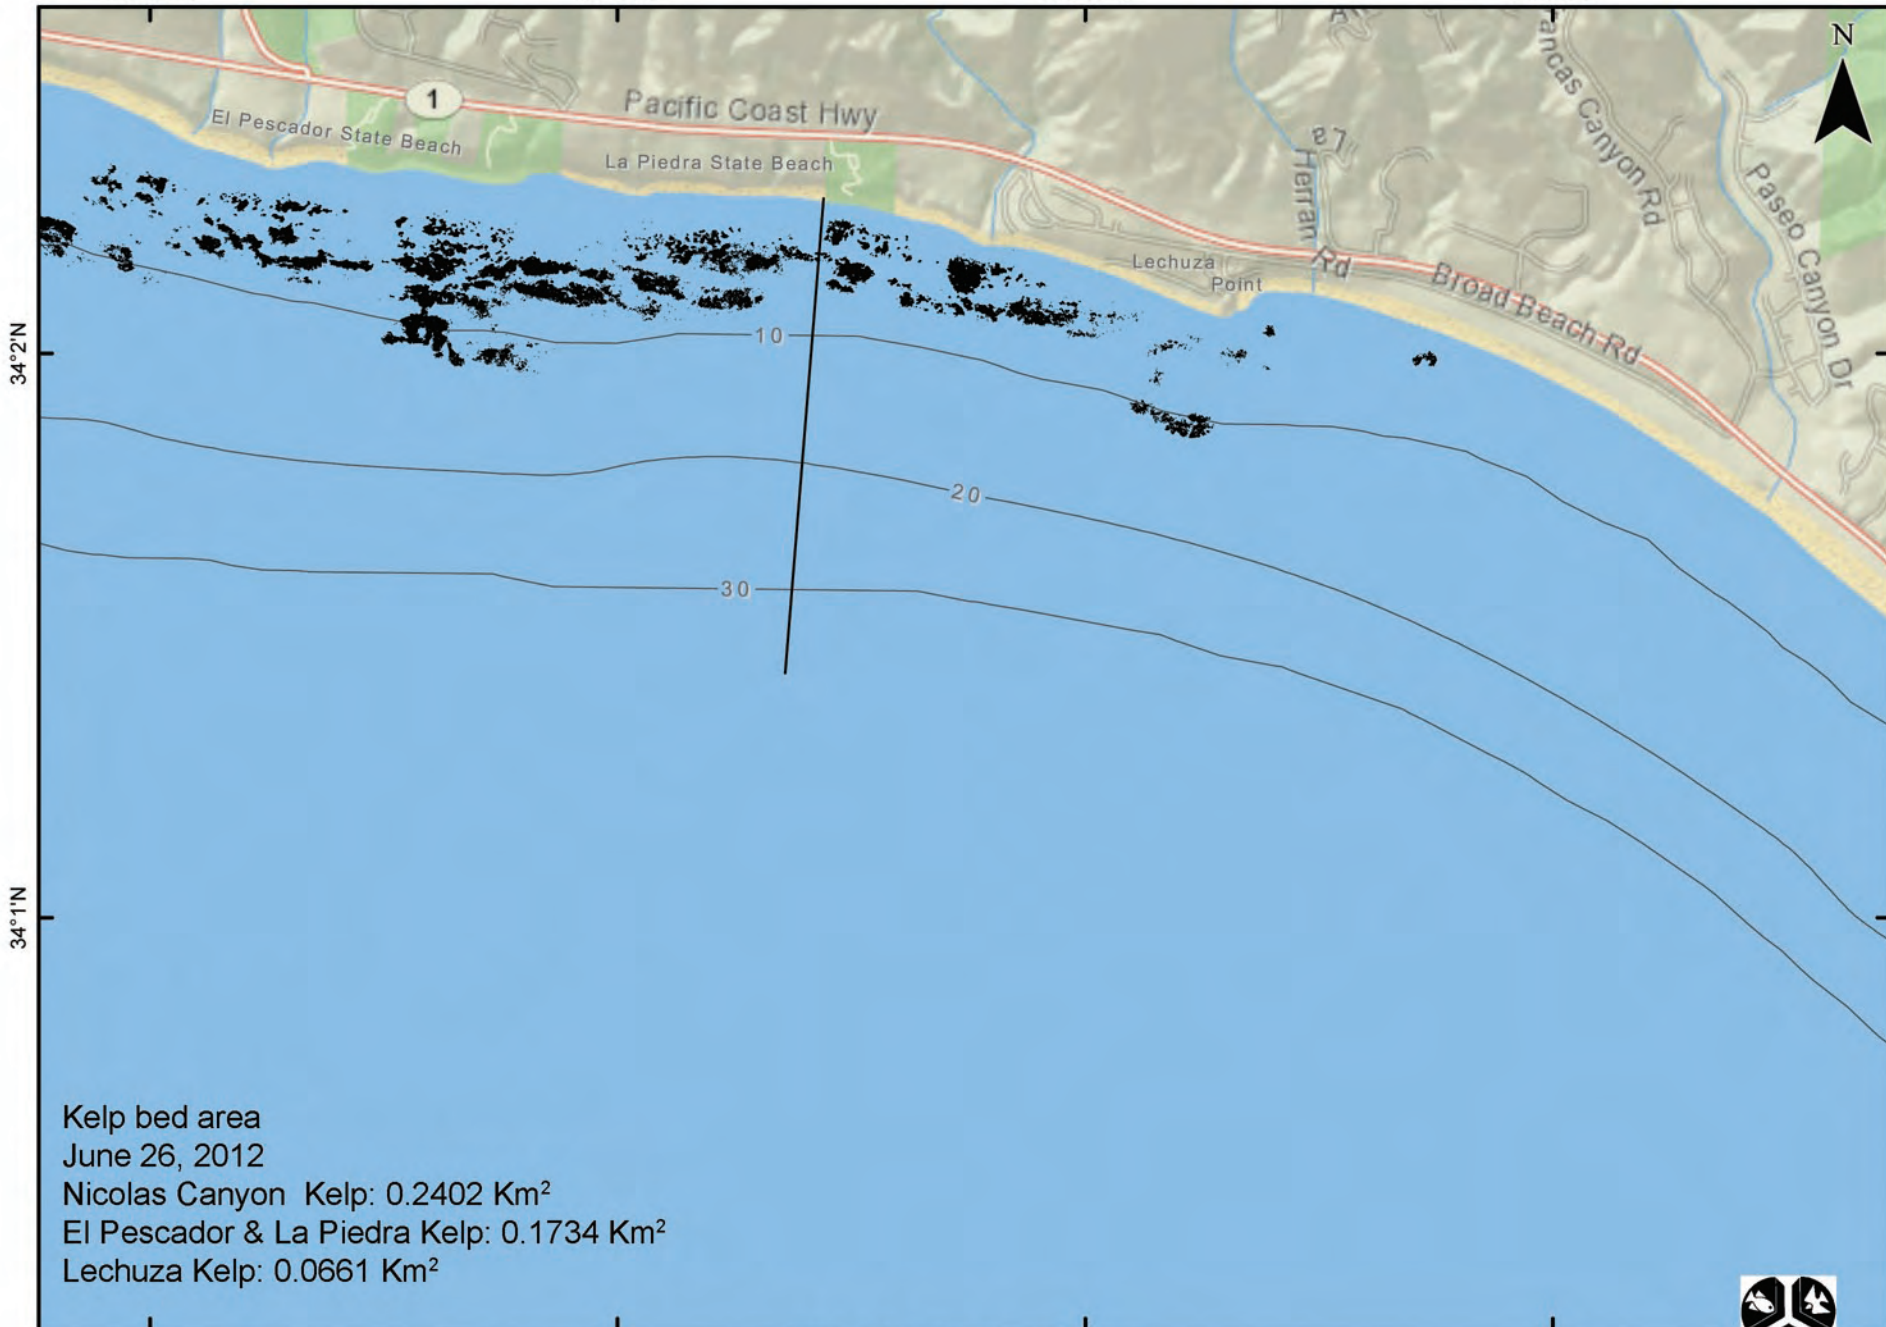 N
1
Pacific Coast Hwy
El Pescador State Beach
La Piedra State Beach
Lechuza
Point
La
Herran
Rd
Broad Beach Rd
ancas Canyon Rd
Paseo Canyon Dr
34°2'N
10
20
30
34°1'N
Kelp bed area
June 26, 2012
Nicolas Canyon Kelp: 0.2402 Km²
El Pescador & La Piedra Kelp: 0.1734 Km²
Lechuza Kelp: 0.0661 Km²